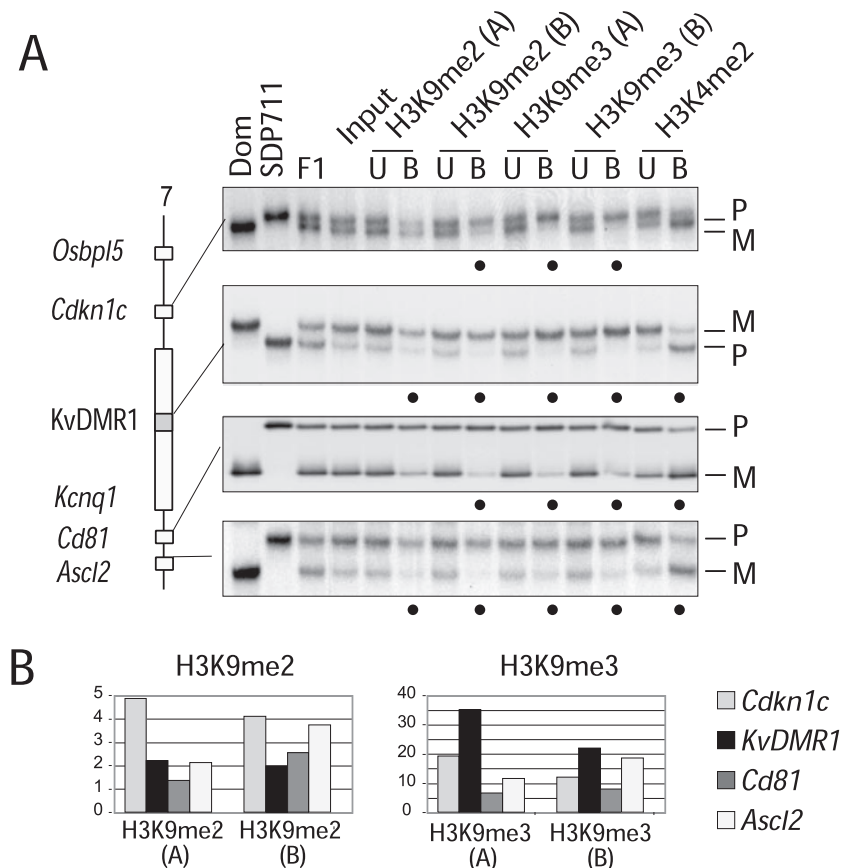 A
Dom
SDP711
F1
Input
H3K9me2 (A)
H3K9me2 (B)
H3K9me3 (A)
H3K9me3 (B)
H3K4me2
U B U B U B U B U B
7
Osbpl5
Cdkn1c
KvDMR1
Kcnq1
Cd81
Ascl2
P
M
M
P
P
M
P
M
B
H3K9me2
5
4
3
2
1
0
H3K9me2
(A)
H3K9me2
(B)
H3K9me3
40
30
20
10
0
H3K9me3
(A)
H3K9me3
(B)
Cdkn1c
KvDMR1
Cd81
Ascl2